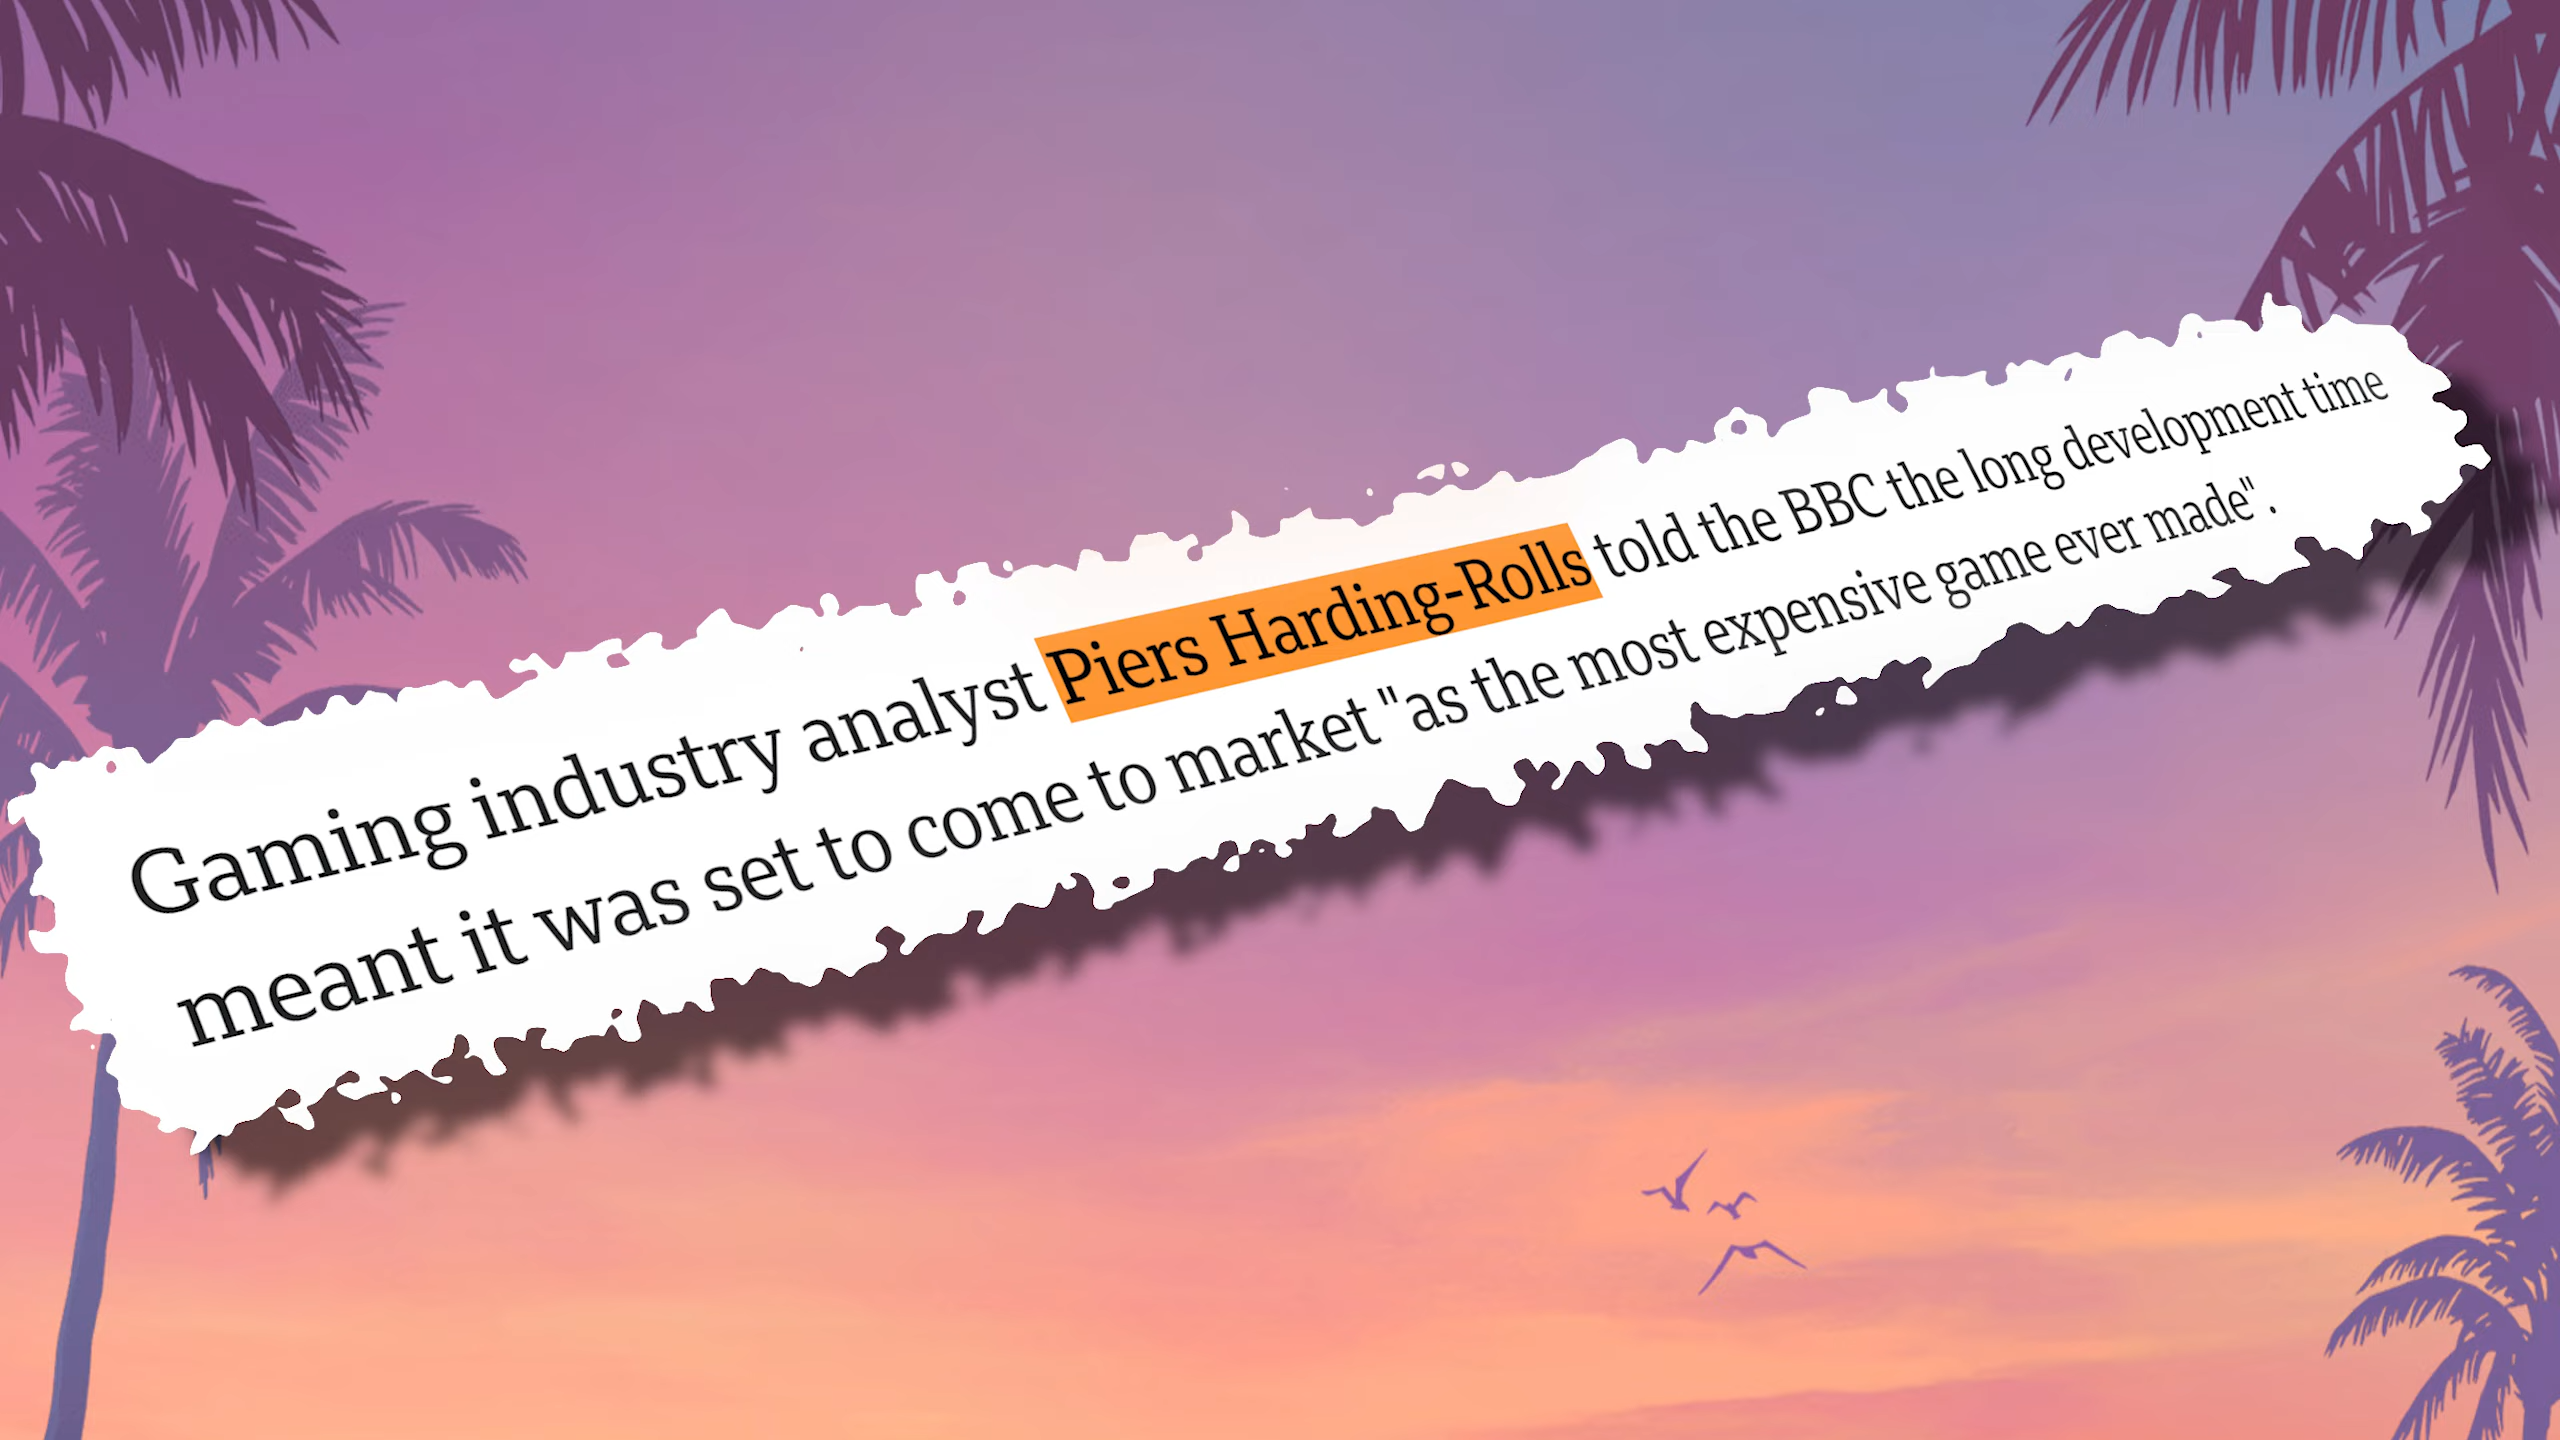 Gaming industry analyst Piers Harding-Rolls told the BBC the long development time
meant it was set to come to market "as the most expensive game ever made".